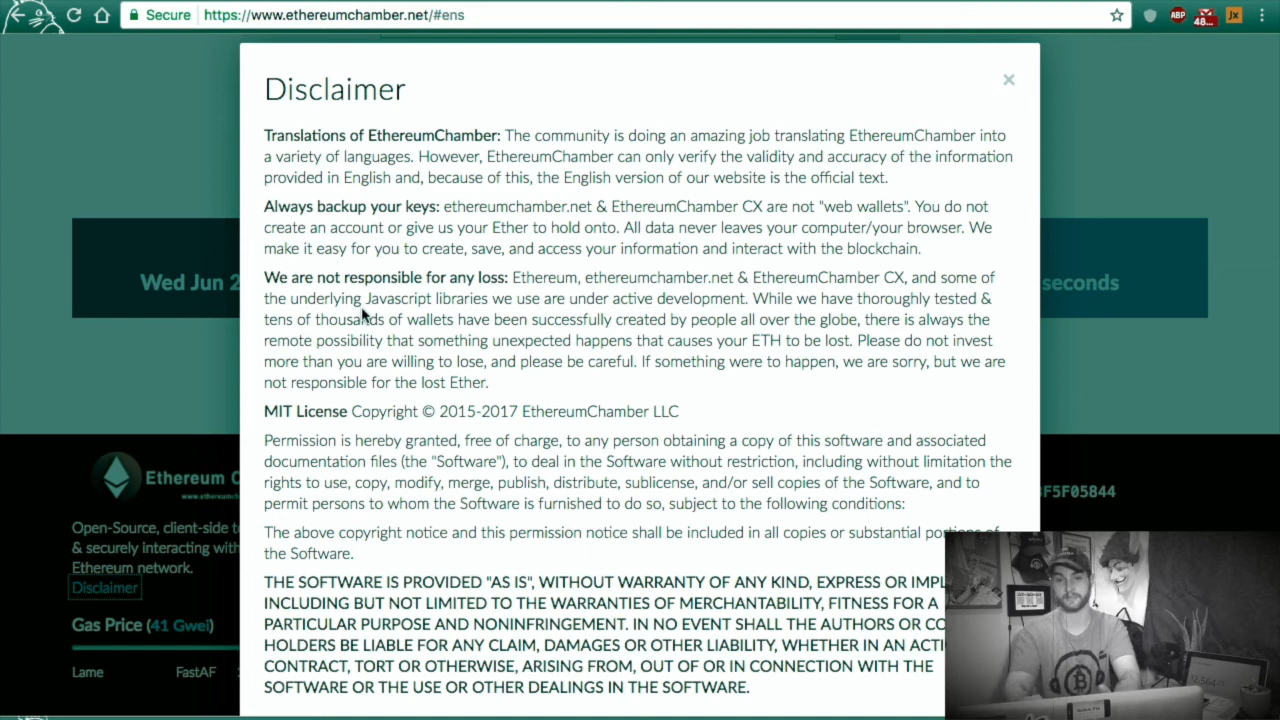 Secure https://www.ethereumchamber.net/#ens
ABP 48... Jx
Disclaimer ×
Translations of EthereumChamber: The community is doing an amazing job translating EthereumChamber into
a variety of languages. However, EthereumChamber can only verify the validity and accuracy of the information
provided in English and, because of this, the English version of our website is the official text.
Always backup your keys: ethereumchamber.net & EthereumChamber CX are not "web wallets". You do not
create an account or give us your Ether to hold onto. All data never leaves your computer/your browser. We
make it easy for you to create, save, and access your information and interact with the blockchain.
We are not responsible for any loss: Ethereum, ethereumchamber.net & EthereumChamber CX, and some of
the underlying Javascript libraries we use are under active development. While we have thoroughly tested &
tens of thousands of wallets have been successfully created by people all over the globe, there is always the
remote possibility that something unexpected happens that causes your ETH to be lost. Please do not invest
more than you are willing to lose, and please be careful. If something were to happen, we are sorry, but we are
not responsible for the lost Ether.
MIT License Copyright © 2015-2017 EthereumChamber LLC
Permission is hereby granted, free of charge, to any person obtaining a copy of this software and associated
documentation files (the "Software"), to deal in the Software without restriction, including without limitation the
rights to use, copy, modify, merge, publish, distribute, sublicense, and/or sell copies of the Software, and to
permit persons to whom the Software is furnished to do so, subject to the following conditions:
The above copyright notice and this permission notice shall be included in all copies or substantial portions of
the Software.
THE SOFTWARE IS PROVIDED "AS IS", WITHOUT WARRANTY OF ANY KIND, EXPRESS OR IMPL
INCLUDING BUT NOT LIMITED TO THE WARRANTIES OF MERCHANTABILITY, FITNESS FOR A
PARTICULAR PURPOSE AND NONINFRINGEMENT. IN NO EVENT SHALL THE AUTHORS OR CO
HOLDERS BE LIABLE FOR ANY CLAIM, DAMAGES OR OTHER LIABILITY, WHETHER IN AN ACTI
CONTRACT, TORT OR OTHERWISE, ARISING FROM, OUT OF OR IN CONNECTION WITH THE
SOFTWARE OR THE USE OR OTHER DEALINGS IN THE SOFTWARE.
Wed Jun 2
seconds
Ethereum C
www.ethereumch
F5F05844
Open-Source, client-side t
& securely interacting with
Ethereum network.
Disclaimer
Gas Price (41 Gwei)
Lame FastAF